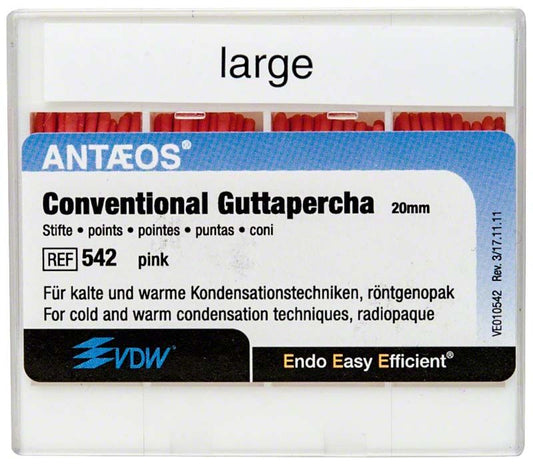 large
ANTÆOS®
Conventional Guttapercha 20mm
Stifte • points • pointes • puntas • coni
REF 542 pink
Für kalte und warme Kondensationstechniken, röntgenopak
For cold and warm condensation techniques, radiopaque
VDW®
Endo Easy Efficient®
VE010542 Rev. 3/17.11.11